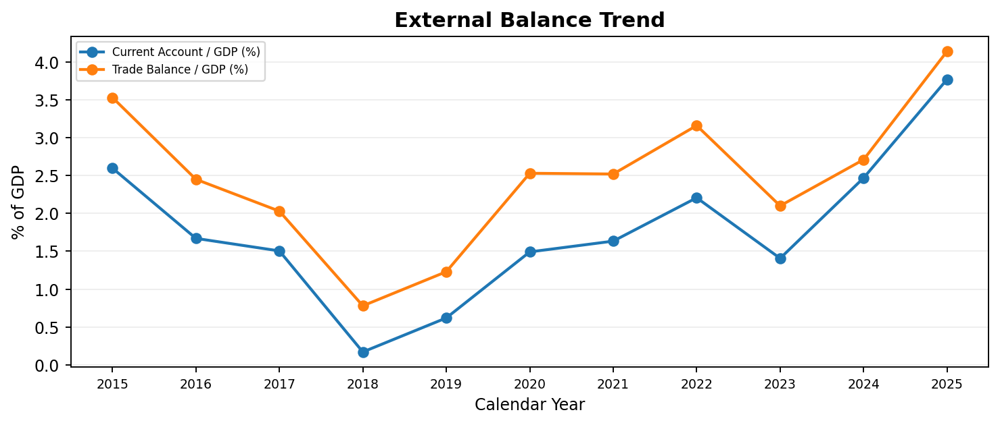 External Balance Trend
Current Account / GDP (%)
Trade Balance / GDP (%)
% of GDP
4.0
3.5
3.0
2.5
2.0
1.5
1.0
0.5
0.0
2015 2016 2017 2018 2019 2020 2021 2022 2023 2024 2025
Calendar Year